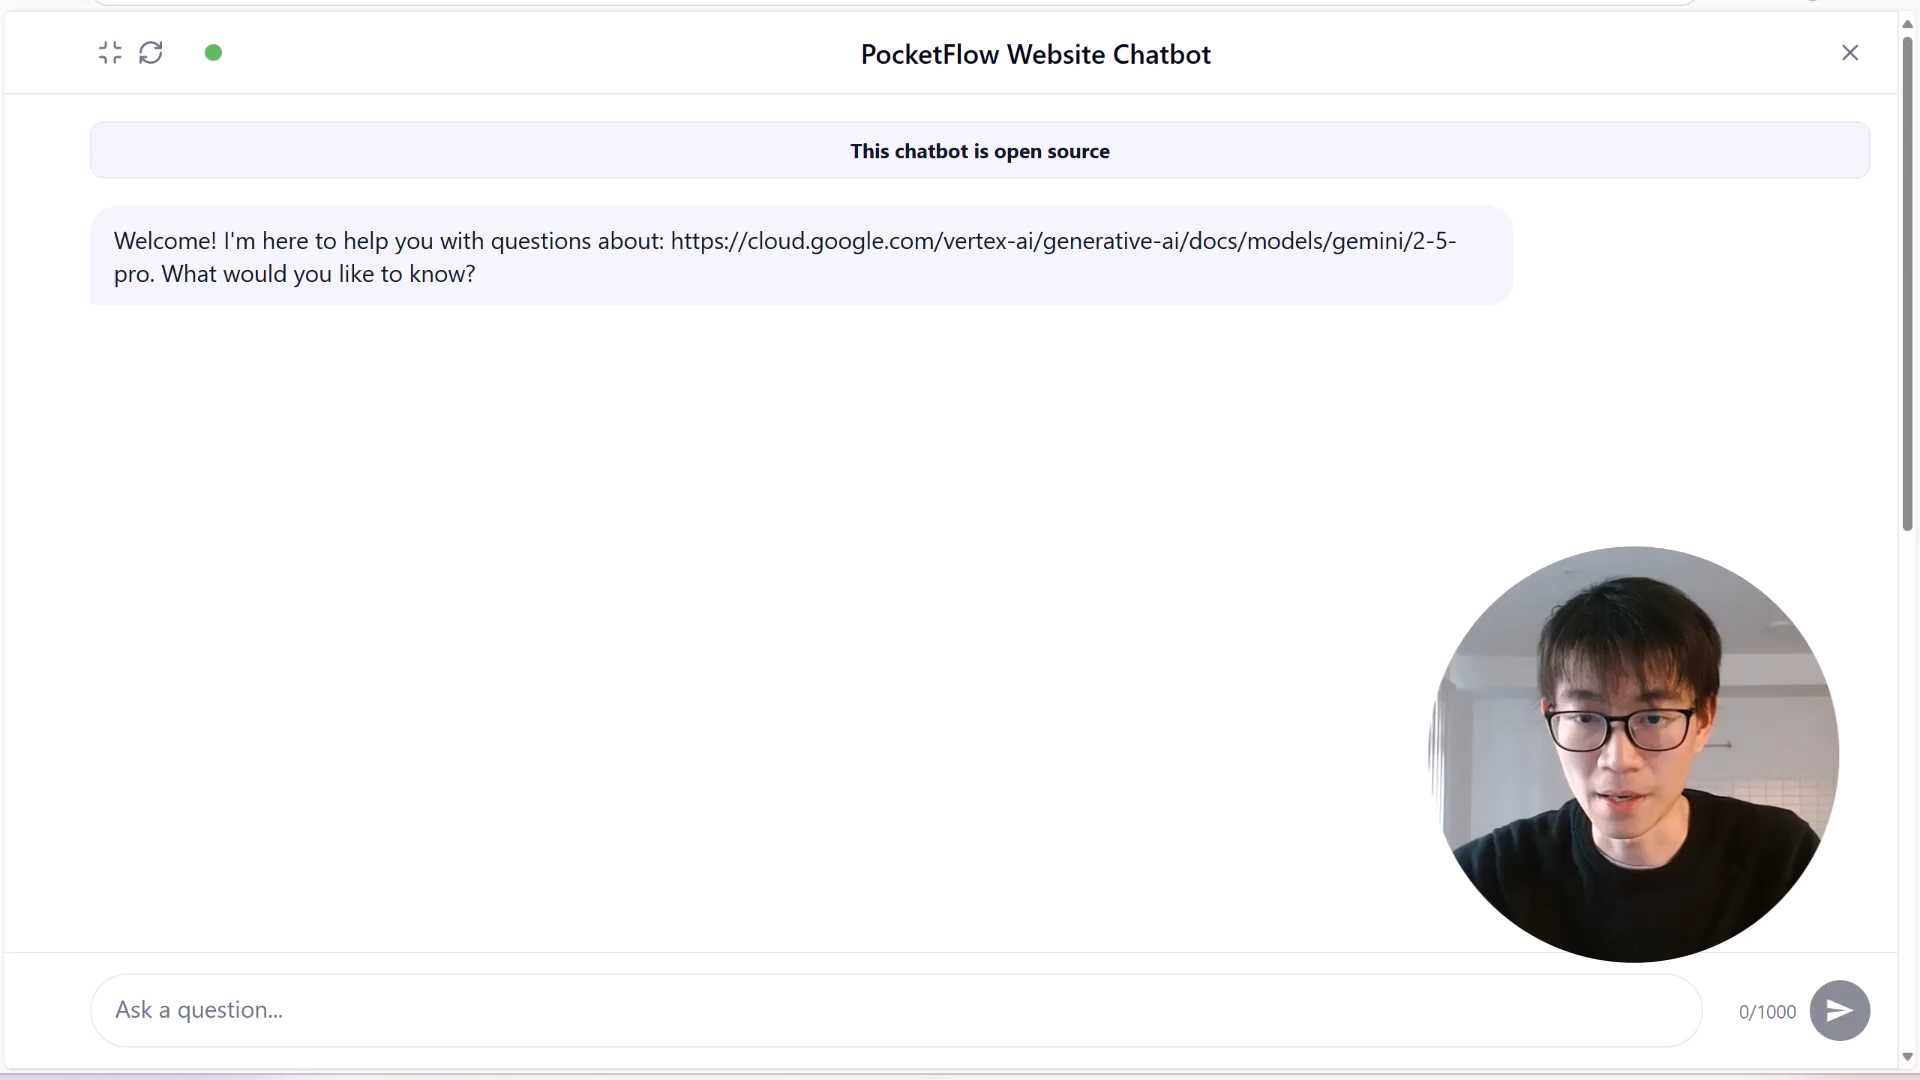 PocketFlow Website Chatbot
This chatbot is open source
Welcome! I'm here to help you with questions about: https://cloud.google.com/vertex-ai/generative-ai/docs/models/gemini/2-5-
pro. What would you like to know?
Ask a question...
0/1000